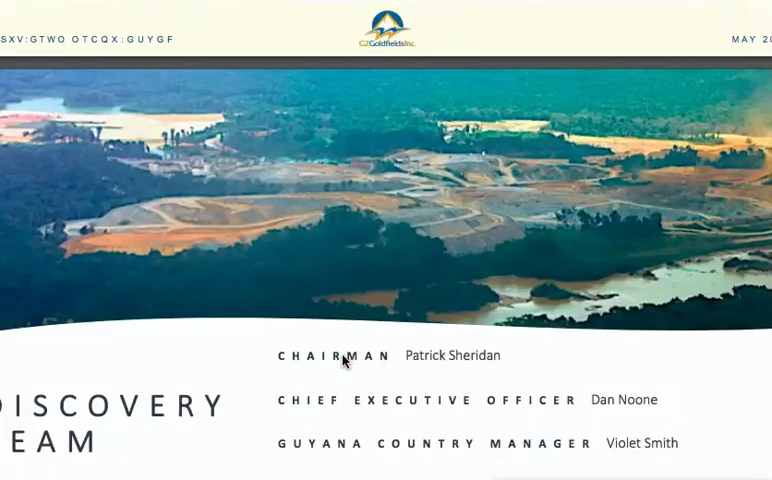 SXV:GTWO OTCQX:GUYGF
G2Goldfields Inc.
MAY 20
CHAIRMAN Patrick Sheridan
DISCOVERY
CHIEF EXECUTIVE OFFICER Dan Noone
EAM
GUYANA COUNTRY MANAGER Violet Smith